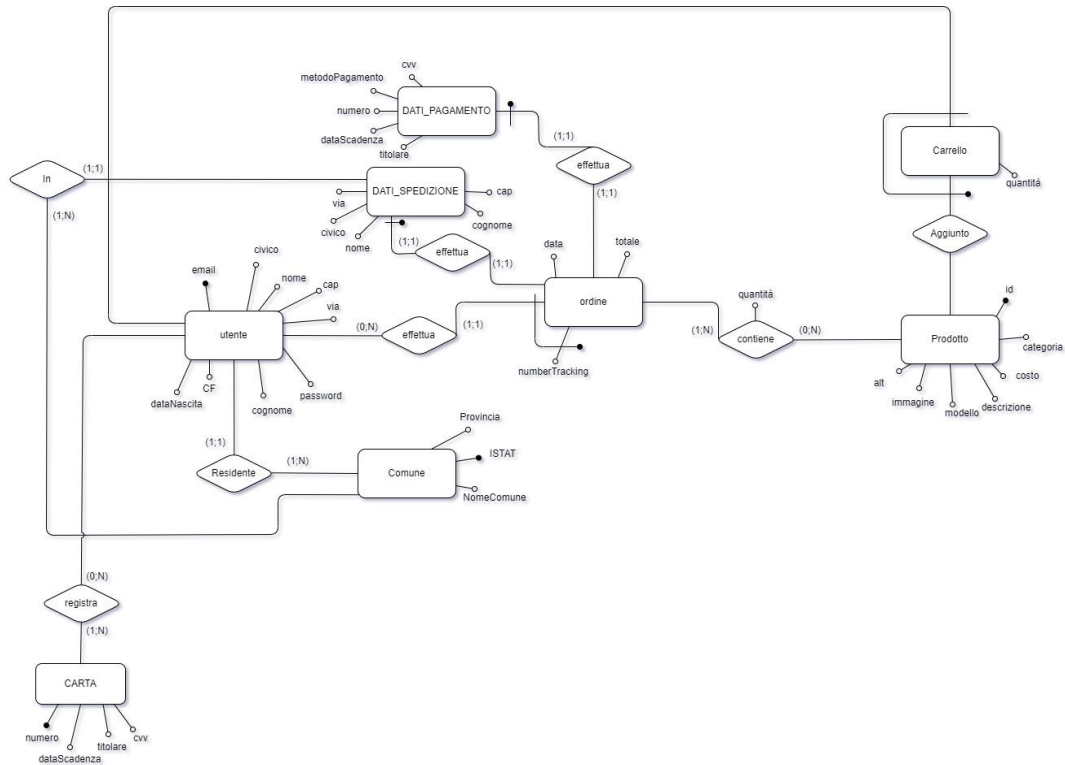 cvv
metodoPagamento
numero
DATI_PAGAMENTO
dataScadenza
titolare
(1;1)
effettua
(1;1)
Carrello
quantità
In
(1;1)
(1;N)
DATI_SPEDIZIONE
cap
via
cognome
civico
nome
(1;1)
effettua
(1;1)
Aggiunto
data
totale
ordine
numberTracking
civico
email
nome
cap
via
utente
(0;N)
effettua
(1;1)
quantità
(1;N)
contiene
(0;N)
id
Prodotto
categoria
costo
alt
immagine
modello
descrizione
CF
dataNascita
password
cognome
(1;1)
Residente
(1;N)
Provincia
ISTAT
Comune
NomeComune
(0;N)
registra
(1;N)
CARTA
numero
dataScadenza
titolare
cvv